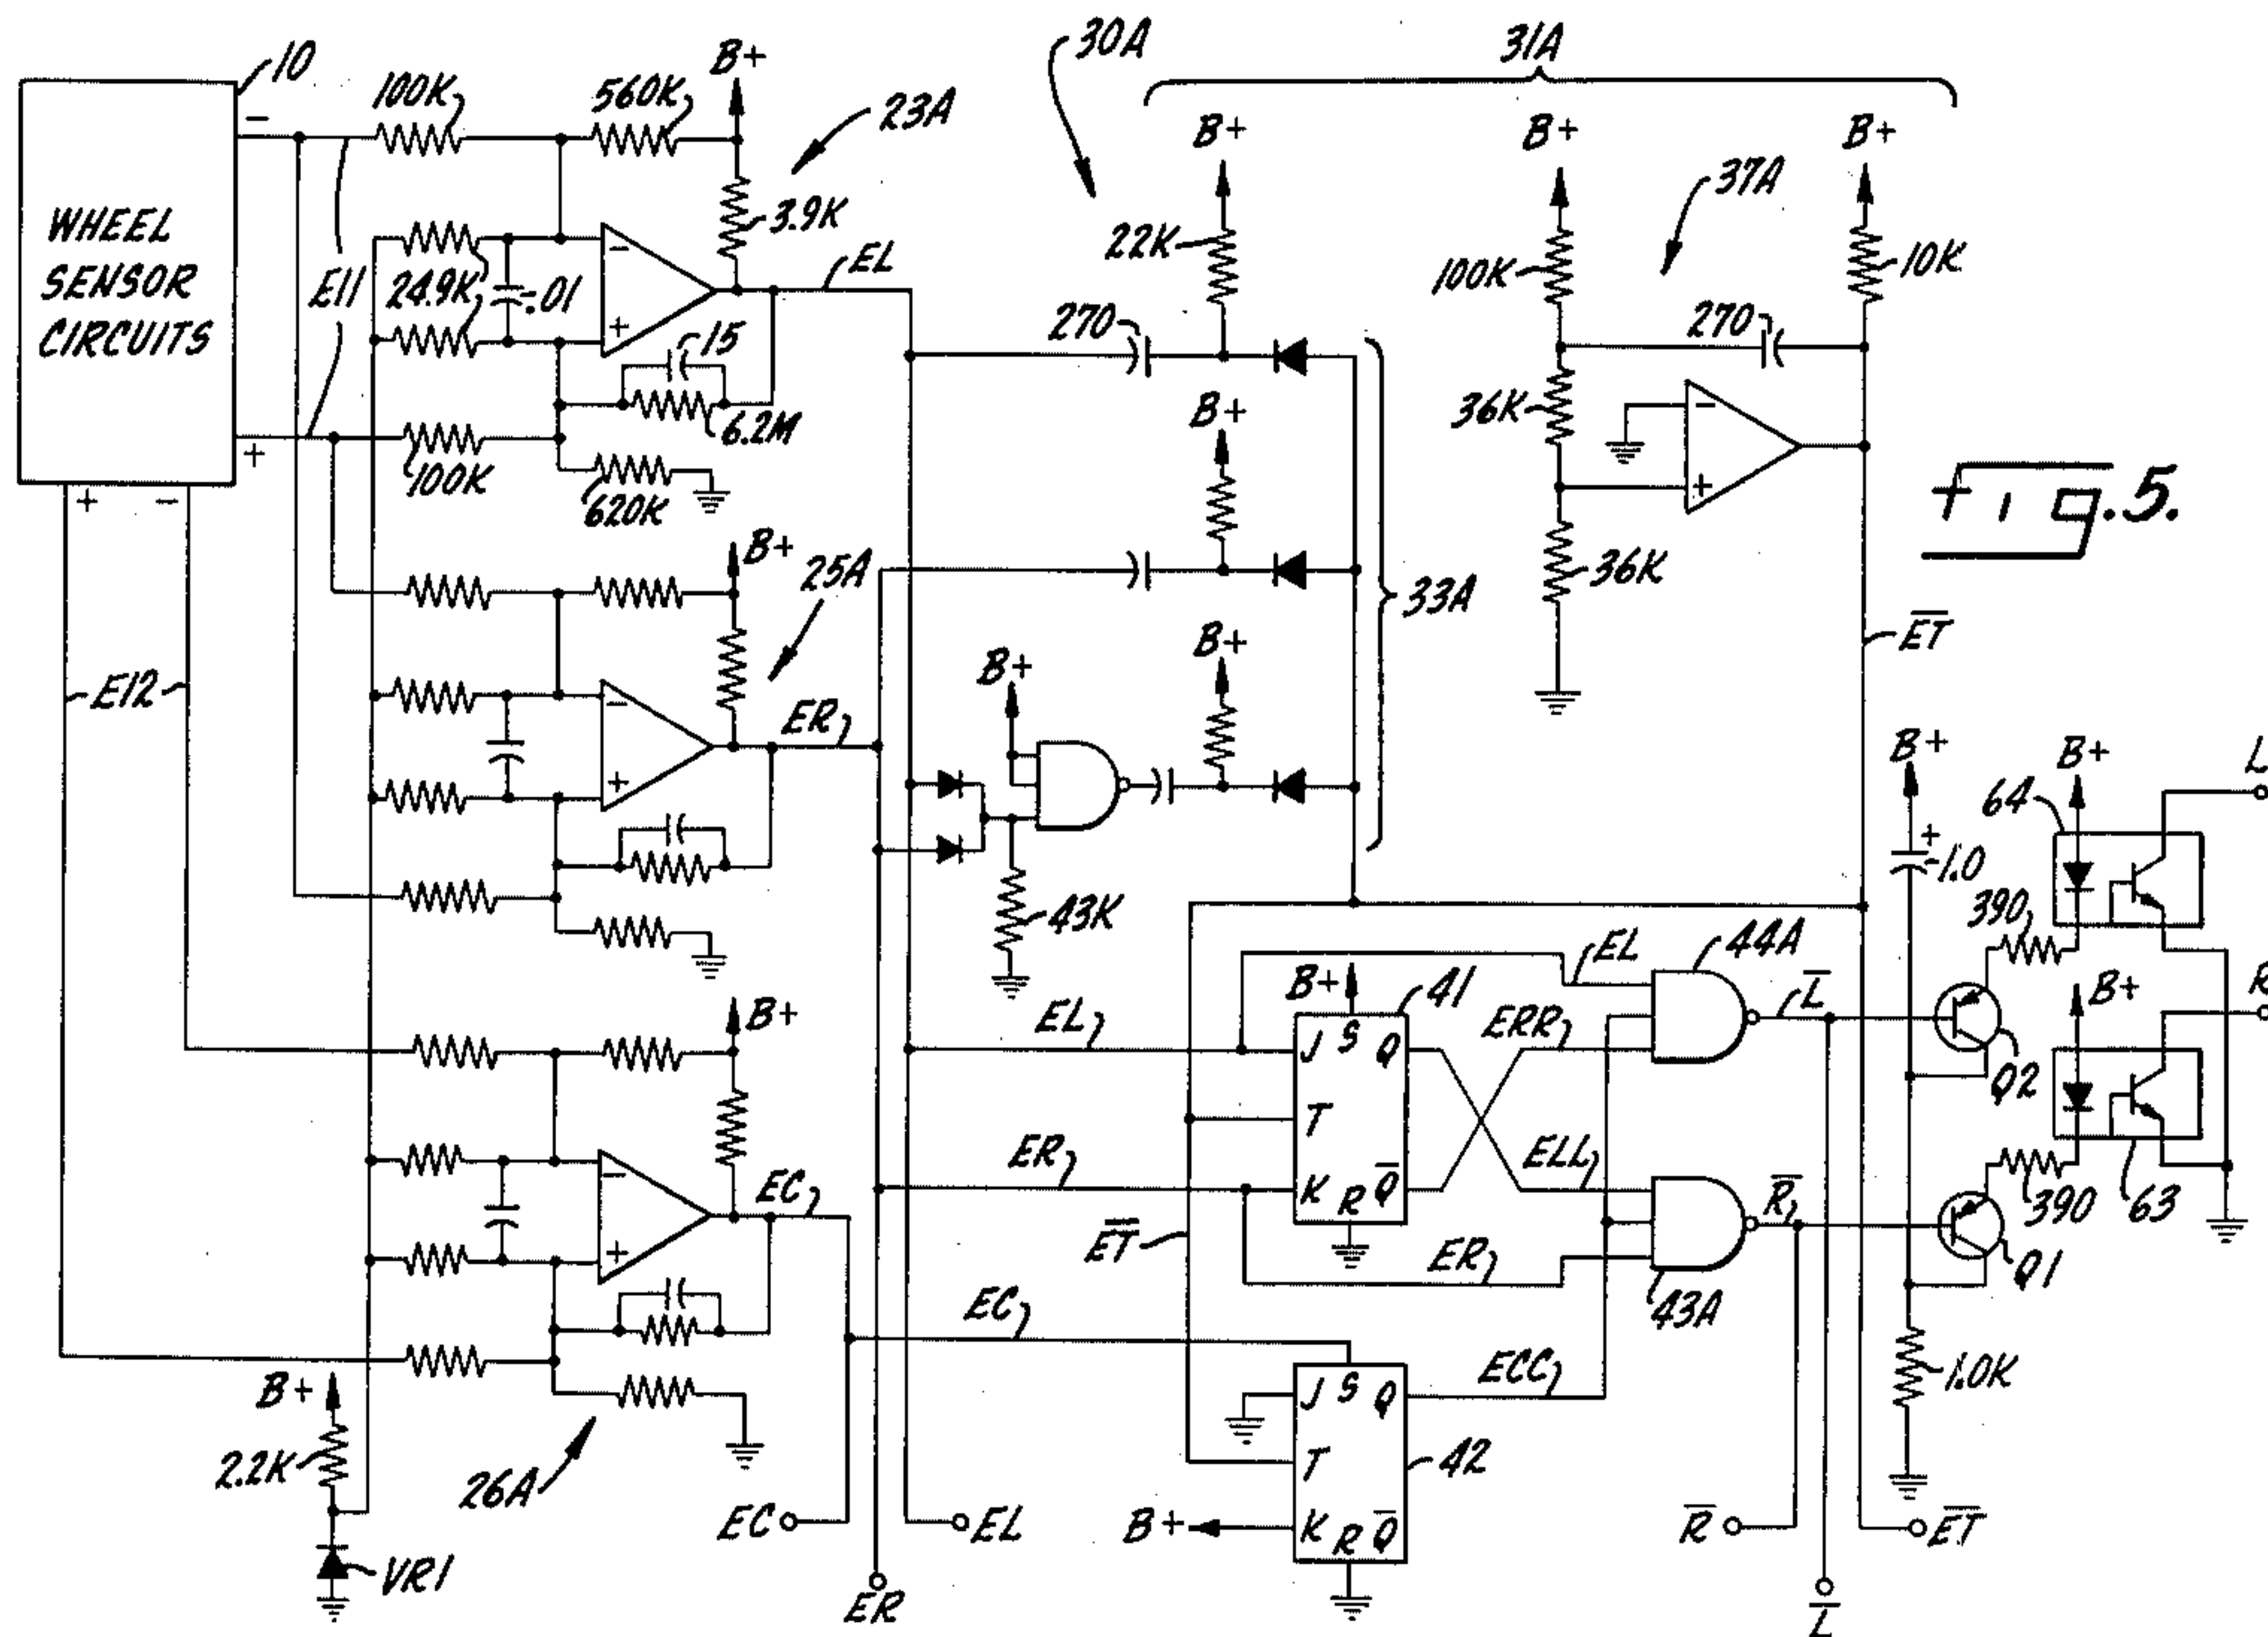 10
WHEEL
SENSOR
CIRCUITS
-
+
+
-
E11
E12
100K
560K
B+
23A
3.9K
24.9K
.01
EL
15
6.2M
100K
620K
B+
25A
-
+
ER
-
+
B+
-
+
EC
26A
B+
2.2K
VR1
EC
ER
EL
30A
31A
B+
22K
270
B+
B+
B+
33A
43K
B+
100K
36K
36K
37A
B+
10K
270
-
+
ET̅
Fig. 5.
EL
ER
ET̅
EC
B+
41
J S Q
T
K R Q̅
ERR
ELL
EL
ER
44A
43A
L̅
R̅
J S Q
T
K R Q̅
42
B+
ECC
B+
+
1.0
Q2
Q1
390
390
B+
64
L
B+
63
R
1.0K
R̅
L̅
ET̅